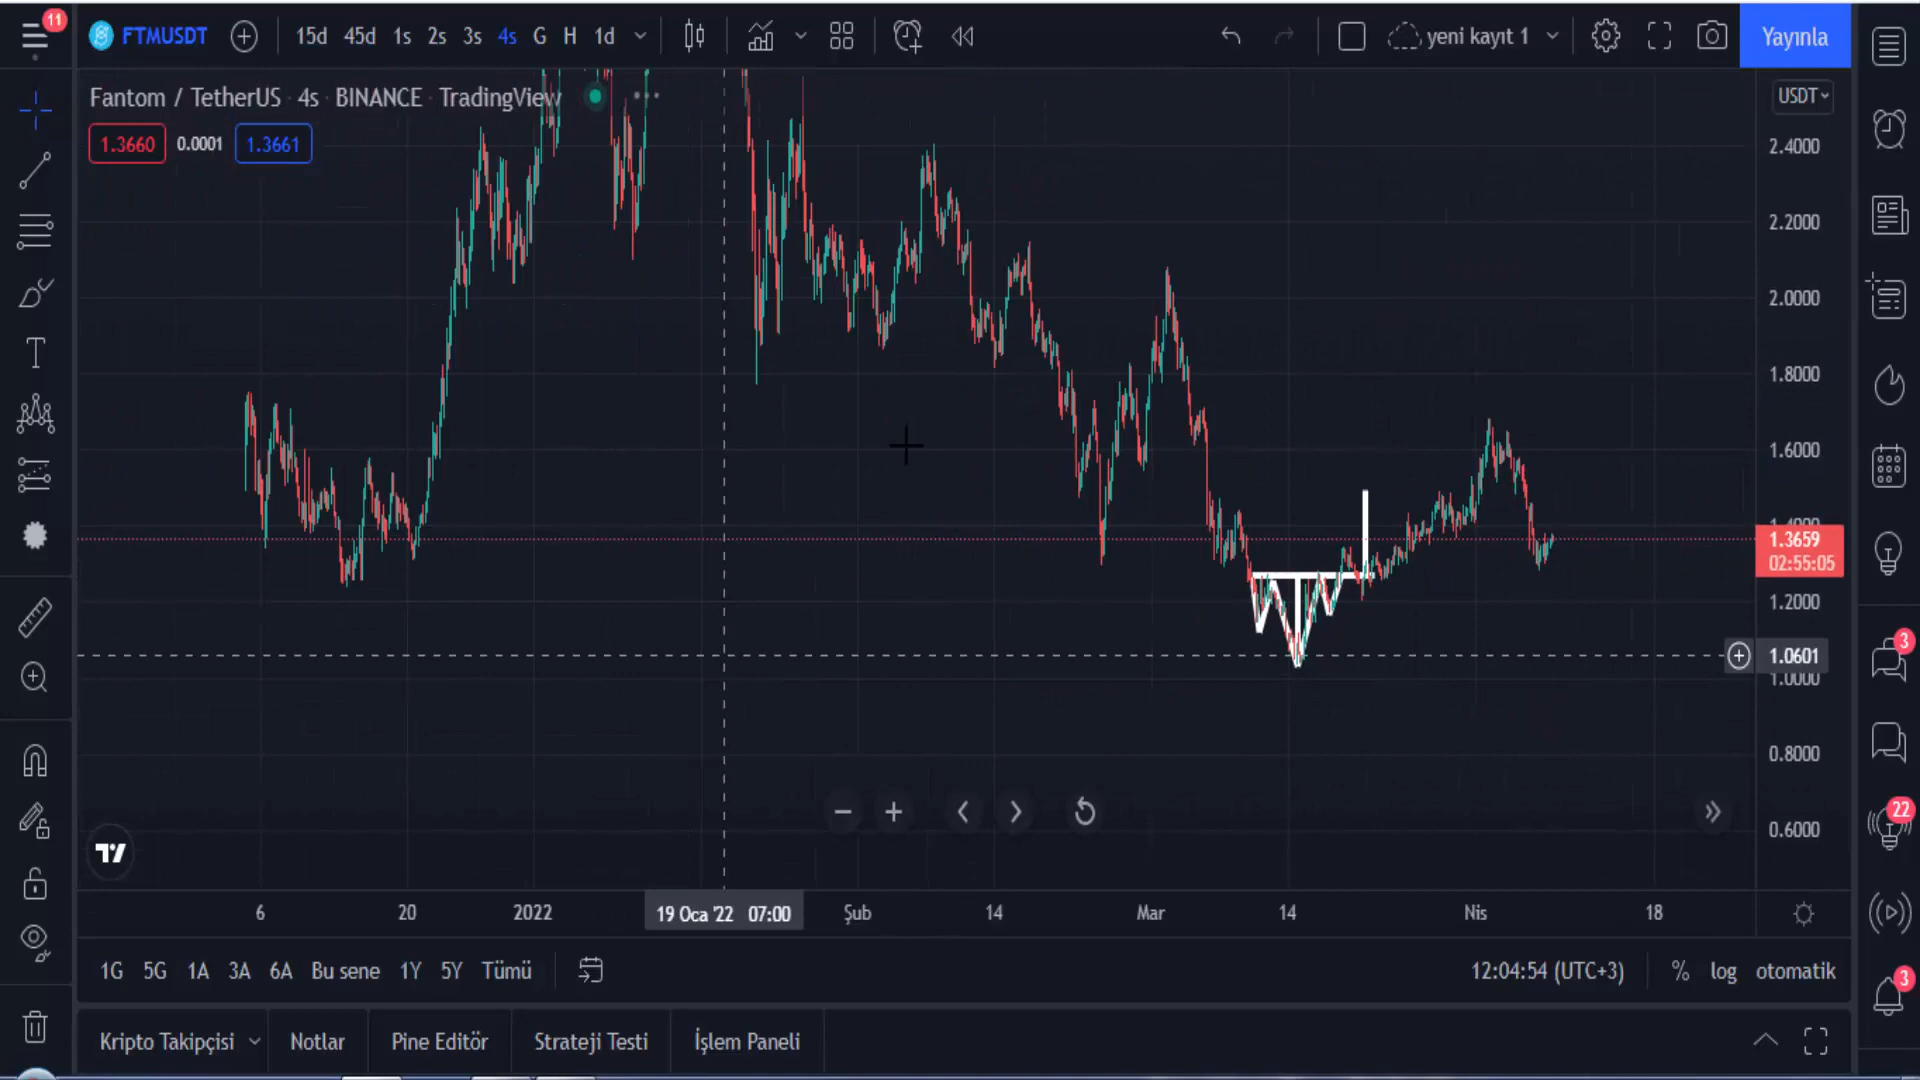 11
FTMUSDT
15d 45d 1s 2s 3s 4s G H 1d
yeni kayıt 1
Yayınla
Fantom / TetherUS · 4s · BINANCE · TradingView
USDT
1.3660 0.0001 1.3661
2.4000
2.2000
2.0000
1.8000
1.6000
1.4000
1.3659
02:55:05
1.2000
1.0601
1.0000
0.8000
0.6000
3
22
3
6 20 2022 19 Oca '22 07:00 Şub 14 Mar 14 Nis 18
1G 5G 1A 3A 6A Bu sene 1Y 5Y Tümü
12:04:54 (UTC+3) % log otomatik
Kripto Takipçisi Notlar Pine Editör Strateji Testi İşlem Paneli